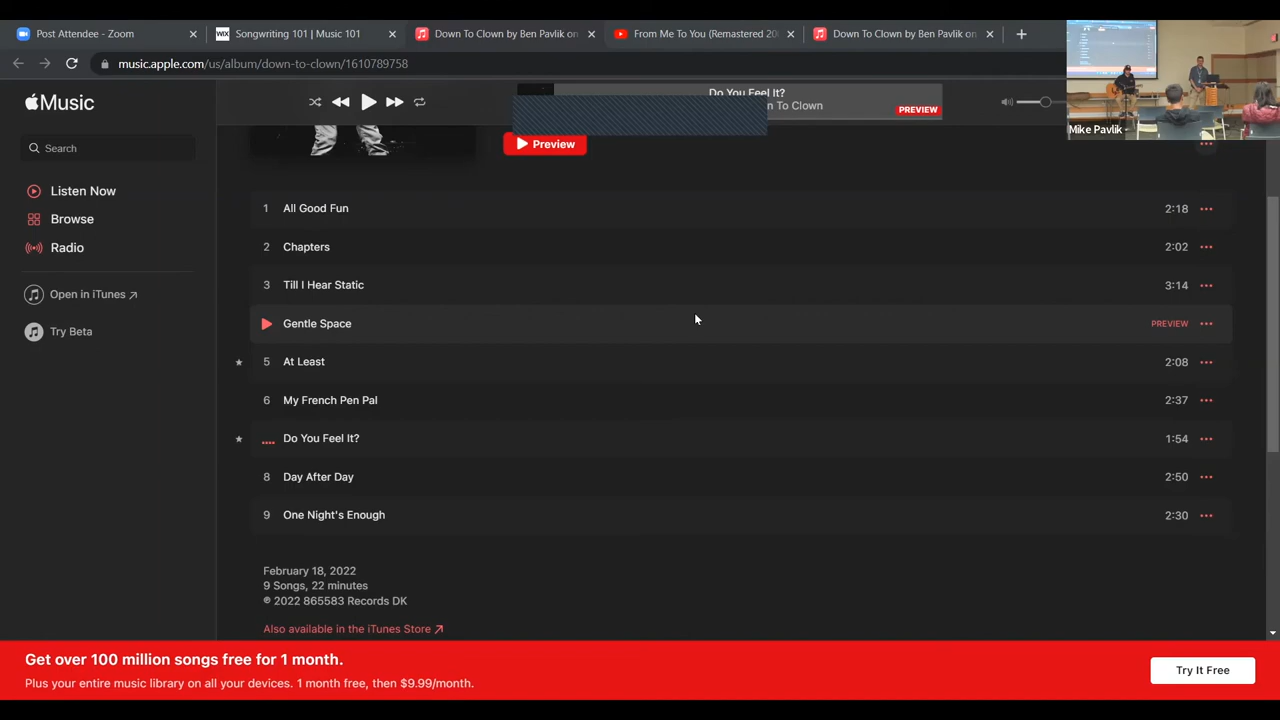 Post Attendee - Zoom
WIX
Songwriting 101 | Music 101
Down To Clown by Ben Pavlik on
From Me To You (Remastered 20
Down To Clown by Ben Pavlik on
music.apple.com/us/album/down-to-clown/1610785758
Music
Search
Listen Now
Browse
Radio
Open in iTunes
Try Beta
Do You Feel It?
n To Clown
PREVIEW
Mike Pavlik
Preview
1 All Good Fun 2:18
2 Chapters 2:02
3 Till I Hear Static 3:14
Gentle Space PREVIEW
5 At Least 2:08
6 My French Pen Pal 2:37
Do You Feel It? 1:54
8 Day After Day 2:50
9 One Night's Enough 2:30
February 18, 2022
9 Songs, 22 minutes
℗ 2022 865583 Records DK
Also available in the iTunes Store
Get over 100 million songs free for 1 month.
Plus your entire music library on all your devices. 1 month free, then $9.99/month.
Try It Free